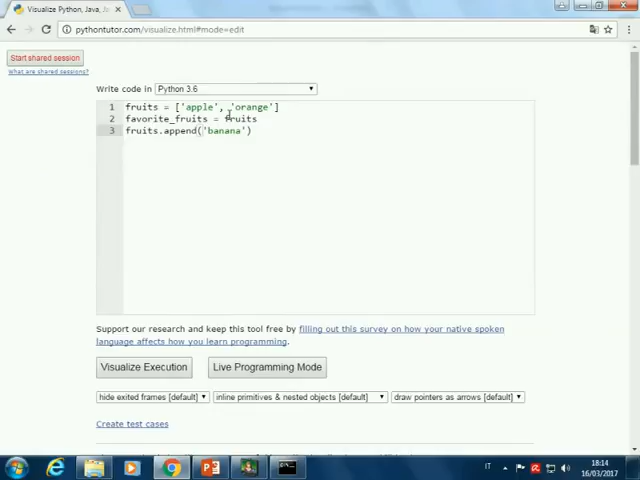 Visualize Python, Java, Ja
pythontutor.com/visualize.html#mode=edit
Start shared session
What are shared sessions?
Write code in Python 3.6
1 fruits = ['apple', 'orange']
2 favorite_fruits = fruits
3 fruits.append('banana')
Support our research and keep this tool free by filling out this survey on how your native spoken
language affects how you learn programming.
Visualize Execution Live Programming Mode
hide exited frames [default] inline primitives & nested objects [default] draw pointers as arrows [default]
Create test cases
IT 18:14
16/03/2017